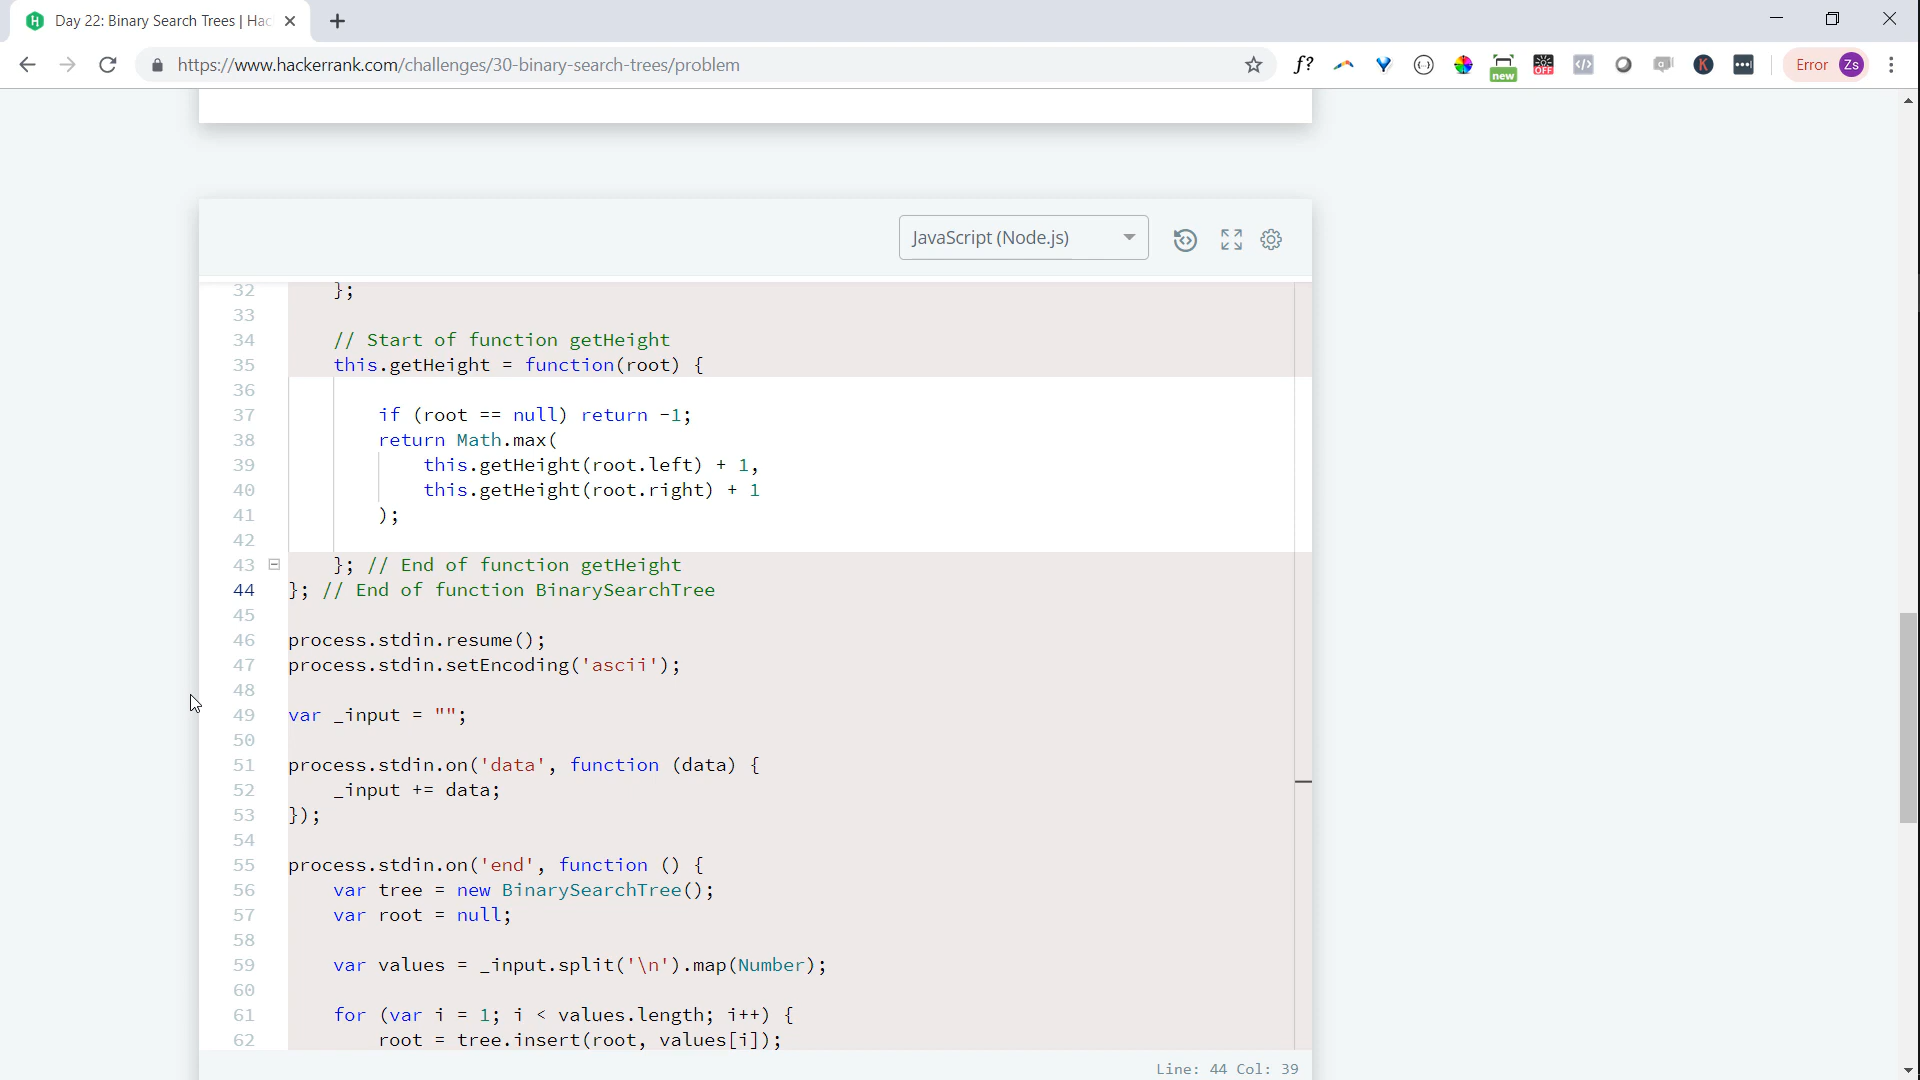 Day 22: Binary Search Trees | Hac
https://www.hackerrank.com/challenges/30-binary-search-trees/problem
f?
new
OFF
K
Error Zs
JavaScript (Node.js)
32 };
33
34 // Start of function getHeight
35 this.getHeight = function(root) {
36
37 if (root == null) return -1;
38 return Math.max(
39 this.getHeight(root.left) + 1,
40 this.getHeight(root.right) + 1
41 );
42
43 }; // End of function getHeight
44 }; // End of function BinarySearchTree
45
46 process.stdin.resume();
47 process.stdin.setEncoding('ascii');
48
49 var _input = "";
50
51 process.stdin.on('data', function (data) {
52 _input += data;
53 });
54
55 process.stdin.on('end', function () {
56 var tree = new BinarySearchTree();
57 var root = null;
58
59 var values = _input.split('\n').map(Number);
60
61 for (var i = 1; i < values.length; i++) {
62 root = tree.insert(root, values[i]);
Line: 44 Col: 39